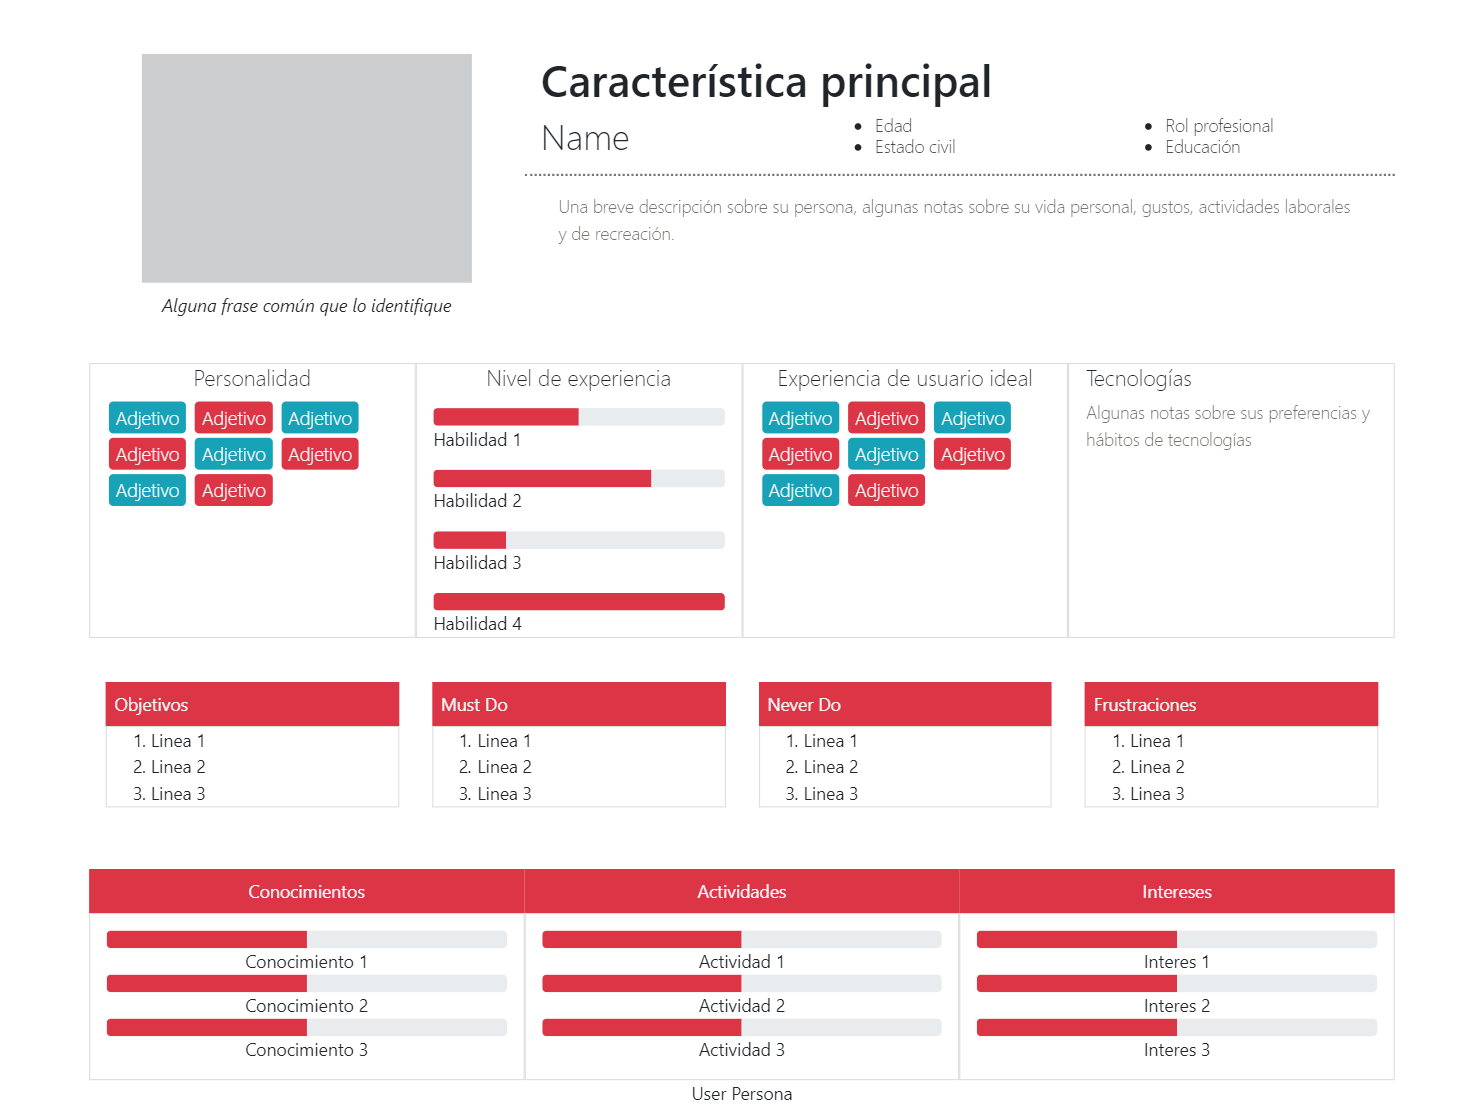 Característica principal
Name
• Edad
• Estado civil
• Rol profesional
• Educación
Una breve descripción sobre su persona, algunas notas sobre su vida personal, gustos, actividades laborales
y de recreación.
Alguna frase común que lo identifique
Personalidad
Adjetivo Adjetivo Adjetivo
Adjetivo Adjetivo Adjetivo
Adjetivo Adjetivo
Nivel de experiencia
Habilidad 1
Habilidad 2
Habilidad 3
Habilidad 4
Experiencia de usuario ideal
Adjetivo Adjetivo Adjetivo
Adjetivo Adjetivo Adjetivo
Adjetivo Adjetivo
Tecnologías
Algunas notas sobre sus preferencias y
hábitos de tecnologías
Objetivos
1. Linea 1
2. Linea 2
3. Linea 3
Must Do
1. Linea 1
2. Linea 2
3. Linea 3
Never Do
1. Linea 1
2. Linea 2
3. Linea 3
Frustraciones
1. Linea 1
2. Linea 2
3. Linea 3
Conocimientos
Conocimiento 1
Conocimiento 2
Conocimiento 3
Actividades
Actividad 1
Actividad 2
Actividad 3
Intereses
Interes 1
Interes 2
Interes 3
User Persona